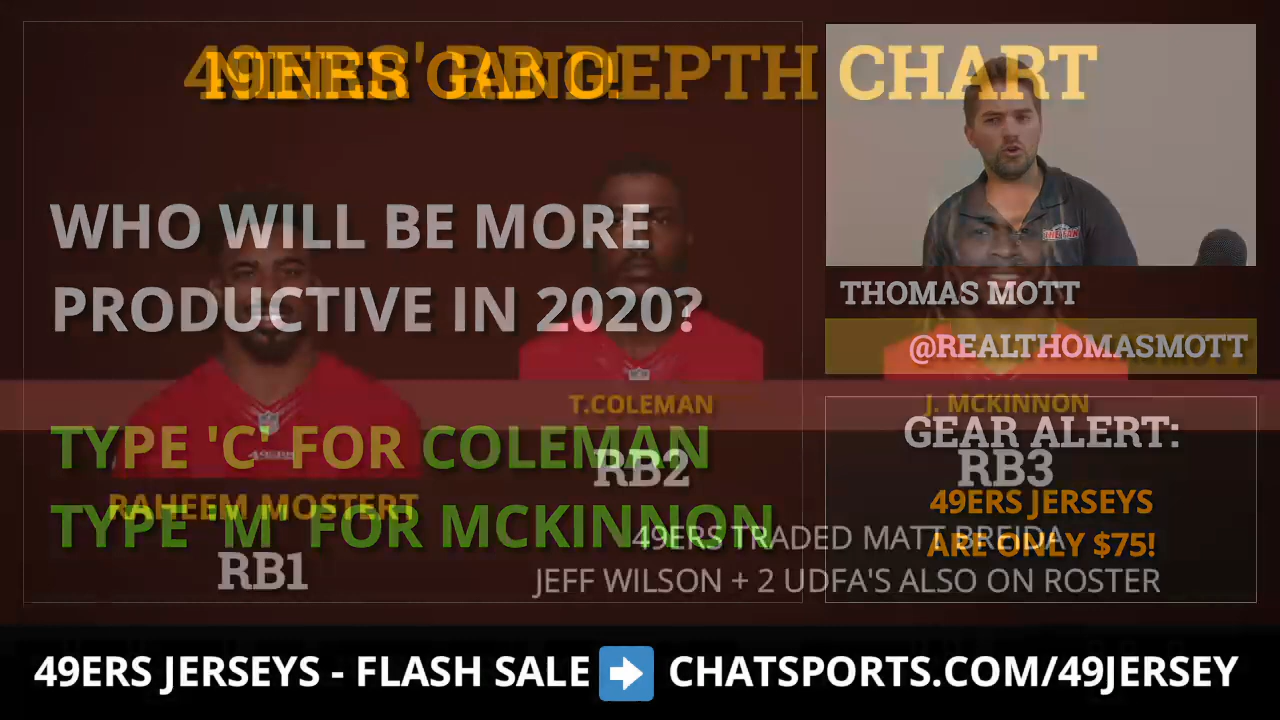 49ERS' RB DEPTH CHART
NINER GANG!
WHO WILL BE MORE
PRODUCTIVE IN 2020?
TYPE 'C' FOR COLEMAN
TYPE 'M' FOR MCKINNON
RAHEEM MOSTERT
RB1
T.COLEMAN
RB2
J. MCKINNON
RB3
49ERS TRADED MATT BREIDA
JEFF WILSON + 2 UDFA'S ALSO ON ROSTER
THOMAS MOTT
@REALTHOMASMOTT
GEAR ALERT:
49ERS JERSEYS
ARE ONLY $75!
49ERS JERSEYS - FLASH SALE ➡ CHATSPORTS.COM/49JERSEY